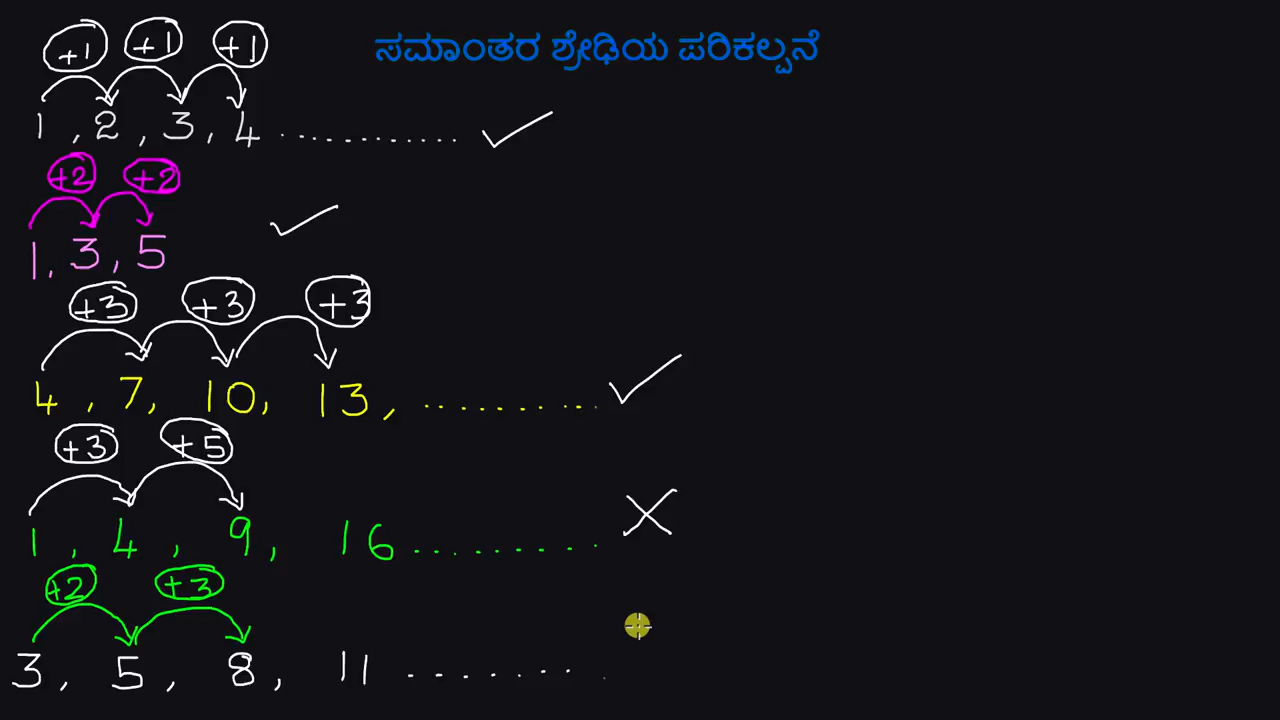 ಸಮಾಂತರ ಶ್ರೇಢಿಯ ಪರಿಕಲ್ಪನೆ
+1 +1 +1
1 , 2 , 3 , 4 ..............
+2 +2
1, 3, 5
+3 +3 +3
4 , 7, 10, 13, ...........
+3 +5
1 , 4 , 9, 16 ..........
+2 +3
3 , 5 , 8 , 11 ........